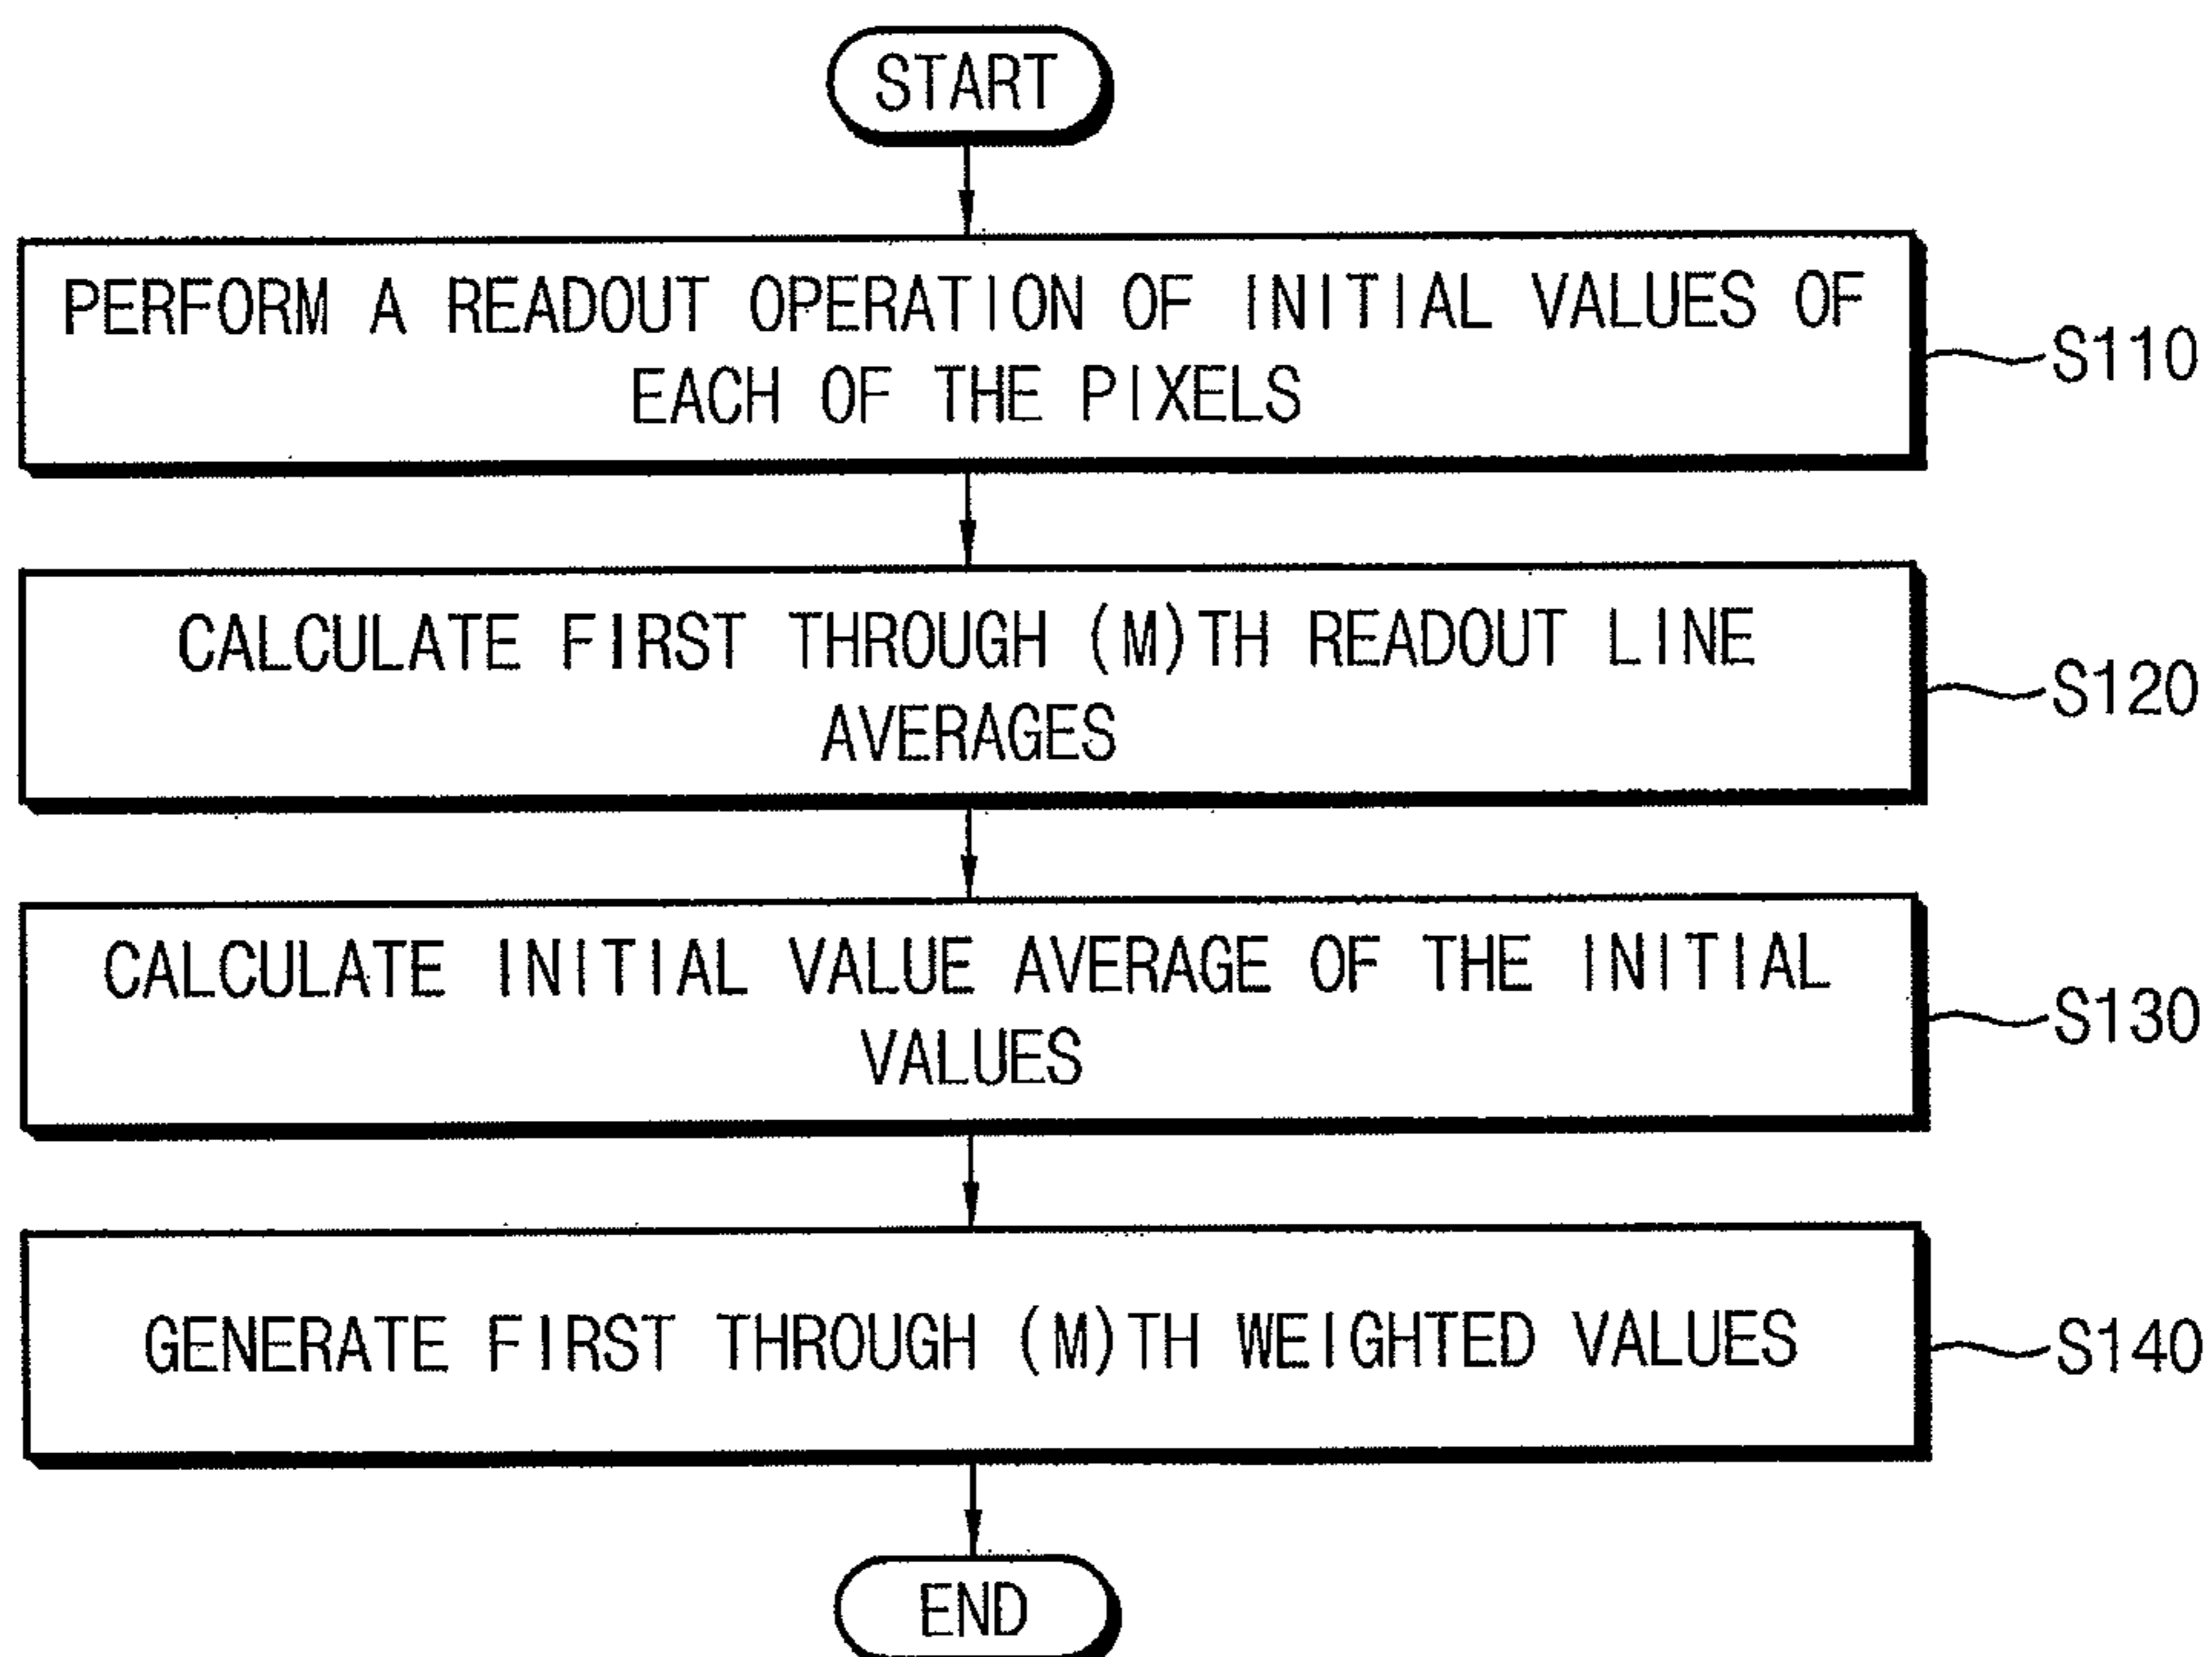 START
PERFORM A READOUT OPERATION OF INITIAL VALUES OF
EACH OF THE PIXELS
S110
CALCULATE FIRST THROUGH (M)TH READOUT LINE
AVERAGES
S120
CALCULATE INITIAL VALUE AVERAGE OF THE INITIAL
VALUES
S130
GENERATE FIRST THROUGH (M)TH WEIGHTED VALUES
S140
END